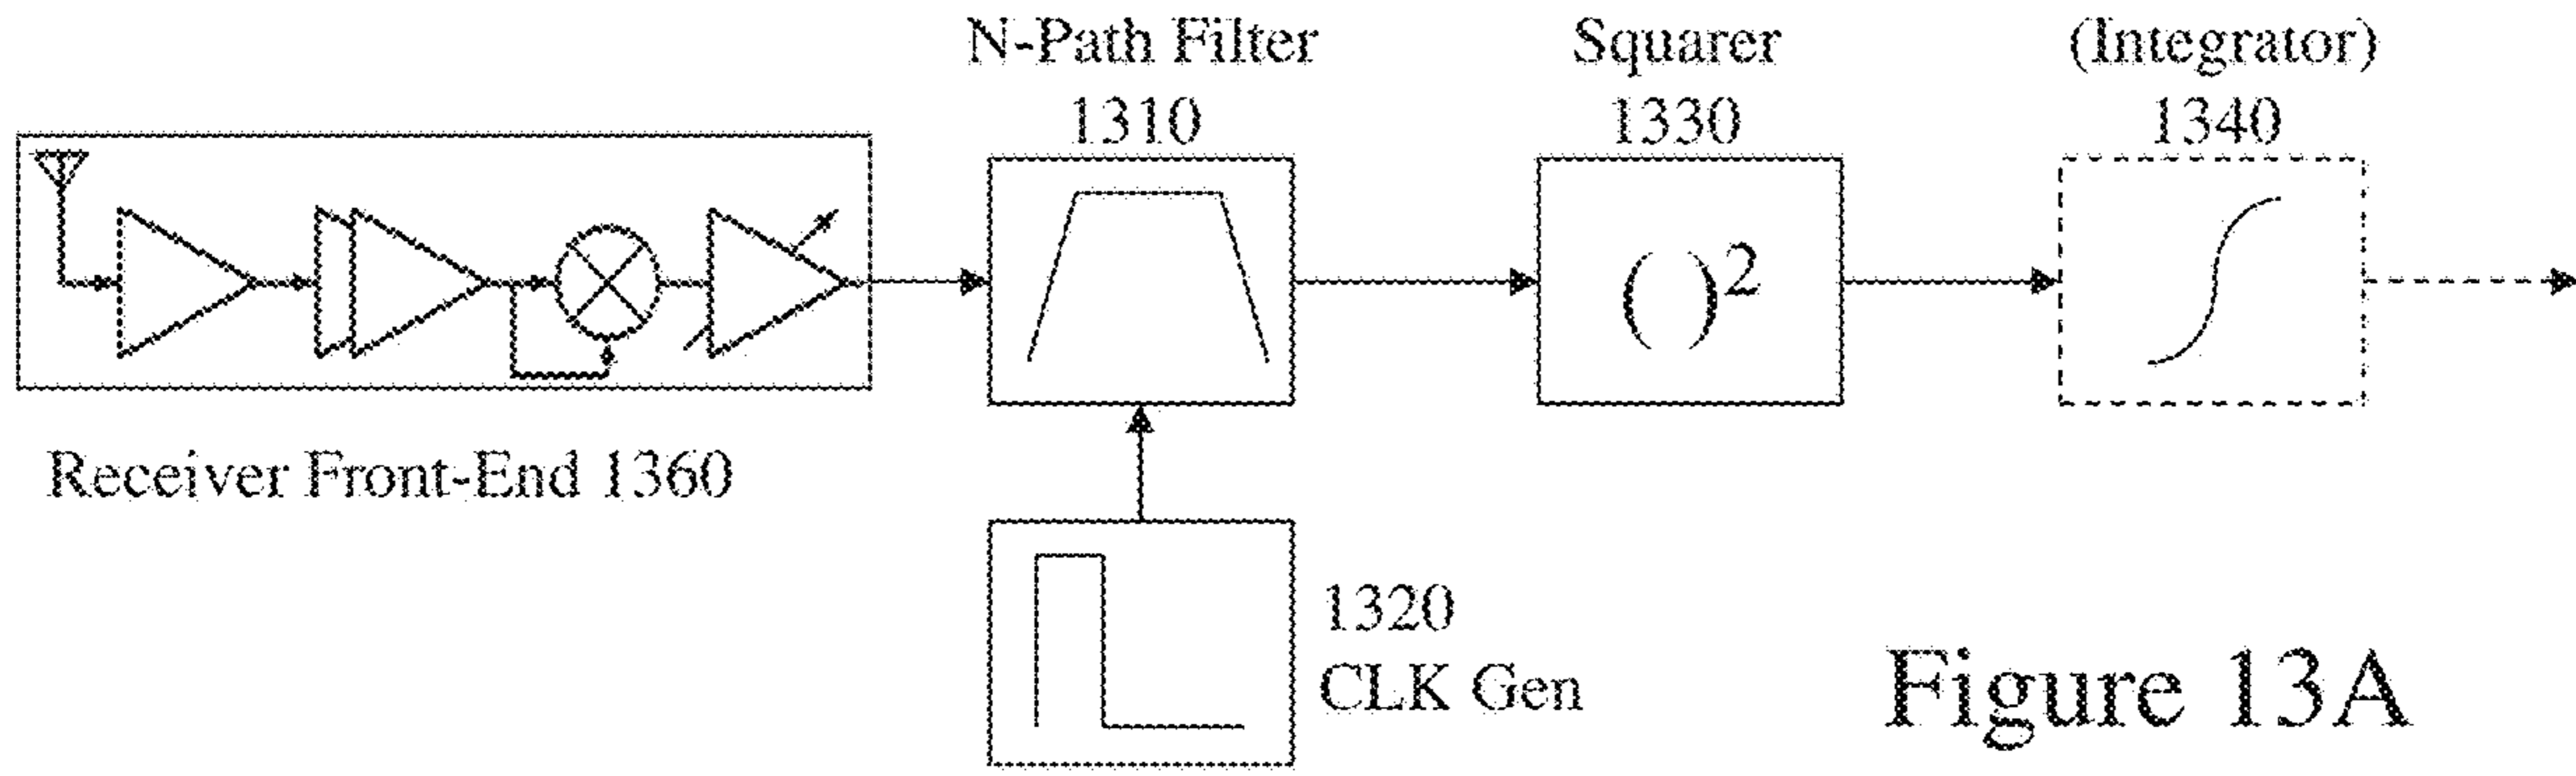 N-Path Filter
1310
Squarer
1330
(Integrator)
1340
( )2
Receiver Front-End 1360
1320
CLK Gen
Figure 13A